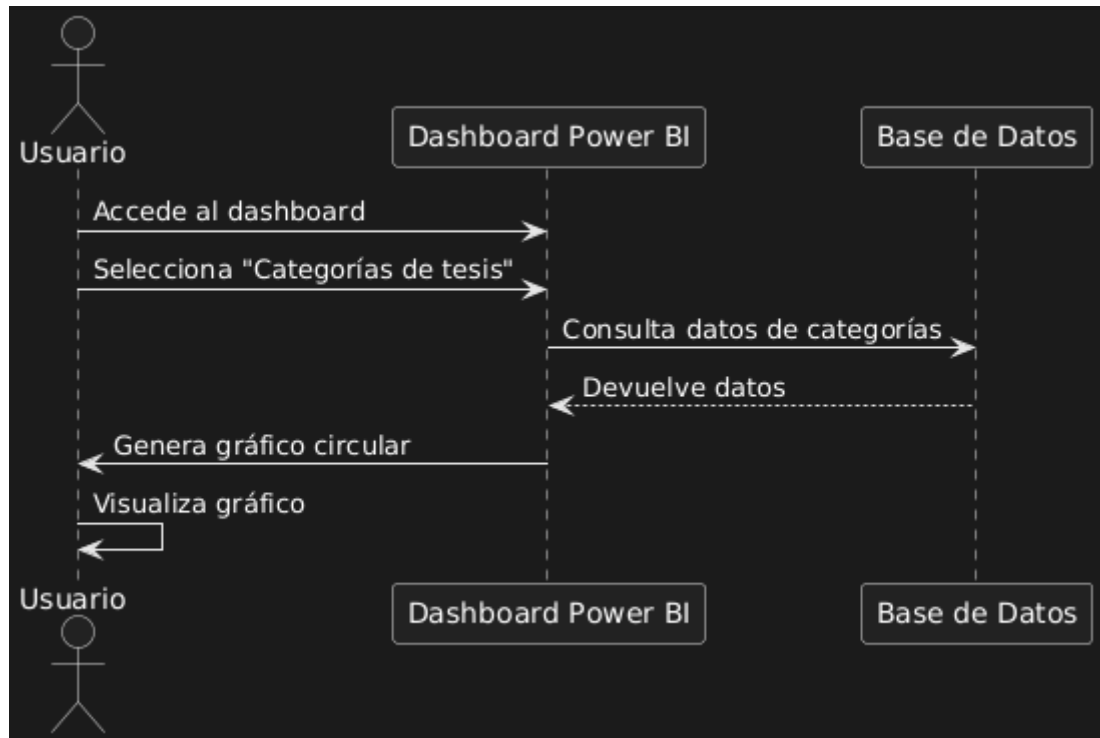 Usuario
Dashboard Power BI
Base de Datos
Accede al dashboard
Selecciona "Categorías de tesis"
Consulta datos de categorías
Devuelve datos
Genera gráfico circular
Visualiza gráfico
Usuario
Dashboard Power BI
Base de Datos